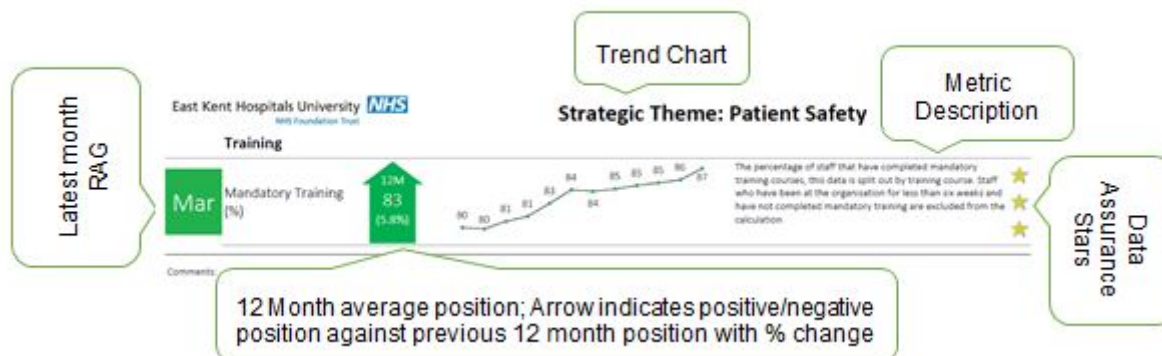 Trend Chart
Metric
Description
Latest month
RAG
East Kent Hospitals University NHS
NHS Foundation Trust
Strategic Theme: Patient Safety
Training
Mar
Mandatory Training
(%)
12M
83
(5.8%)
80 80 81 81 83 84 84 85 85 85 86 87
The percentage of staff that have completed mandatory
training courses, this data is split out by training course. Staff
who have been at the organisation for less than six weeks and
have not completed mandatory training are excluded from the
calculation
Data
Assurance
Stars
Comments:
12 Month average position; Arrow indicates positive/negative
position against previous 12 month position with % change